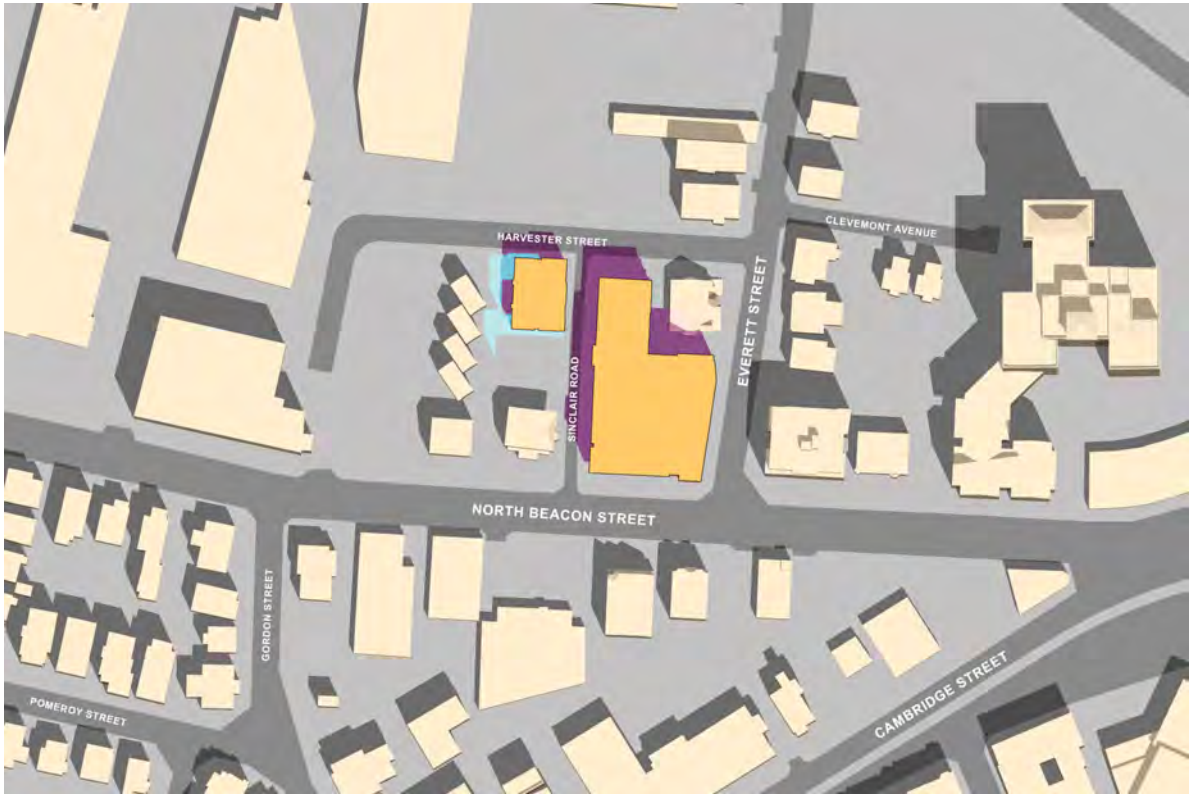 CLEVEMONT AVENUE
HARVESTER STREET
EVERETT STREET
SINCLAIR ROAD
NORTH BEACON STREET
GORDON STREET
CAMBRIDGE STREET
POMEROY STREET